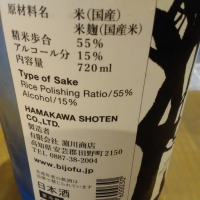 原材料名 米(国産)
米麹(国産米)
精米歩合 55%
アルコール分 15%
内容量 720ml
Type of Sake
Rice Polishing Ratio/55%
Alcohol/15%
HAMAKAWA SHOTEN
CO.,LTD.
製造者
有限会社 濵川商店
高知県安芸郡田野町2150
TEL. 0887-38-2004
www.bijofu.jp
日本酒